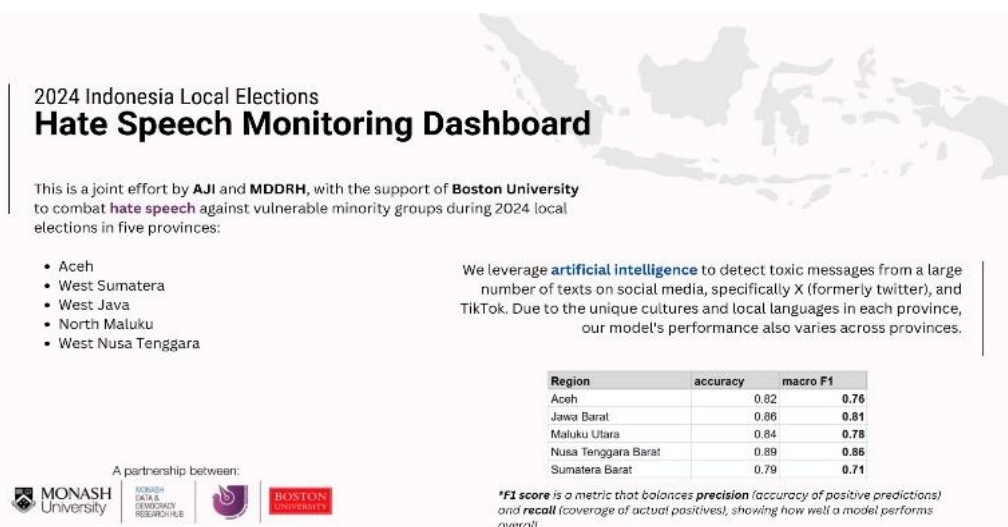 2024 Indonesia Local Elections
Hate Speech Monitoring Dashboard
This is a joint effort by AJI and MDDRH, with the support of Boston University
to combat hate speech against vulnerable minority groups during 2024 local
elections in five provinces:
• Aceh
• West Sumatera
• West Java
• North Maluku
• West Nusa Tenggara
We leverage artificial intelligence to detect toxic messages from a large
number of texts on social media, specifically X (formerly twitter), and
TikTok. Due to the unique cultures and local languages in each province,
our model's performance also varies across provinces.
Region accuracy macro F1
Aceh 0.82 0.76
Jawa Barat 0.86 0.81
Maluku Utara 0.84 0.78
Nusa Tenggara Barat 0.89 0.86
Sumatera Barat 0.79 0.71
*F1 score is a metric that balances precision (accuracy of positive predictions)
and recall (coverage of actual positives), showing how well a model performs
overall
A partnership between:
MONASH
University
MONASH
DATA &
DEMOCRACY
RESEARCH HUB
BOSTON
UNIVERSITY